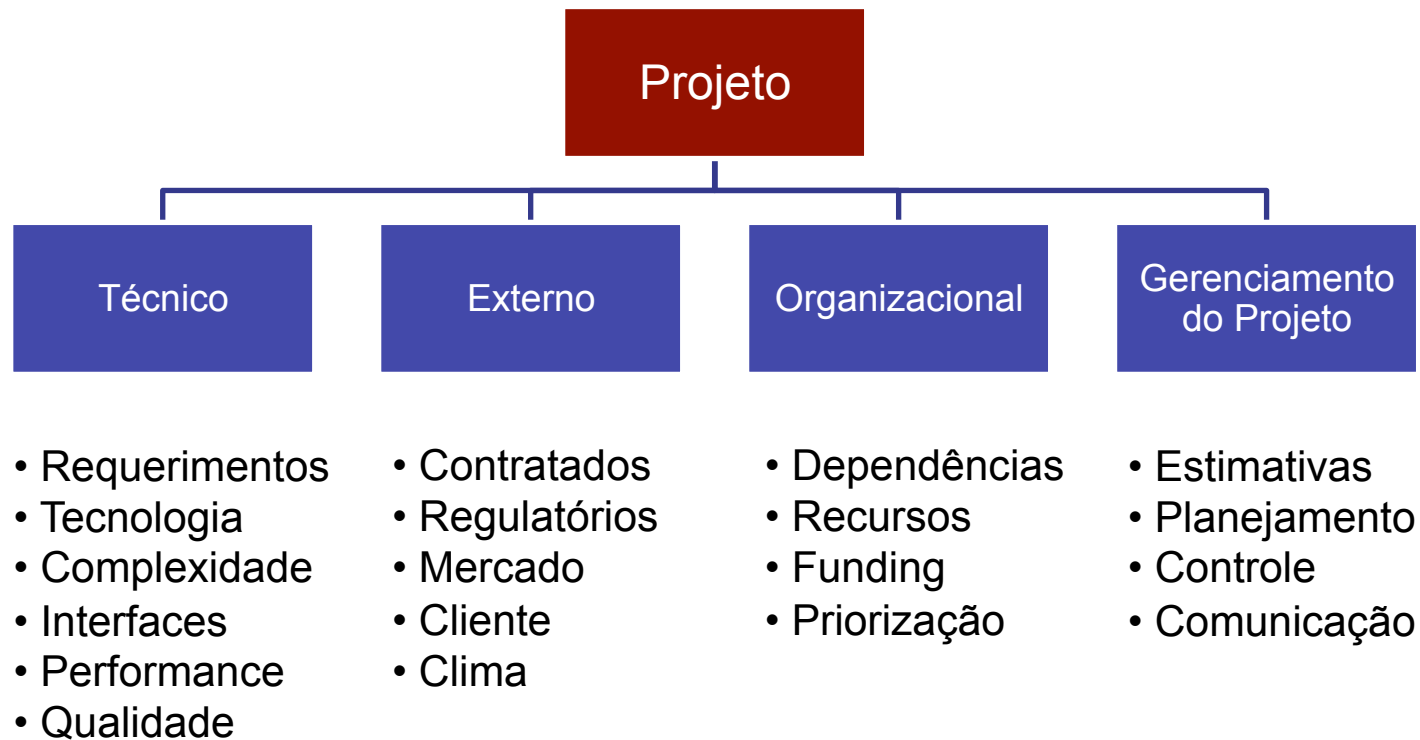 Projeto
Técnico
Externo
Organizacional
Gerenciamento
do Projeto
• Requerimentos
• Tecnologia
• Complexidade
• Interfaces
• Performance
• Qualidade
• Contratados
• Regulatórios
• Mercado
• Cliente
• Clima
• Dependências
• Recursos
• Funding
• Priorização
• Estimativas
• Planejamento
• Controle
• Comunicação